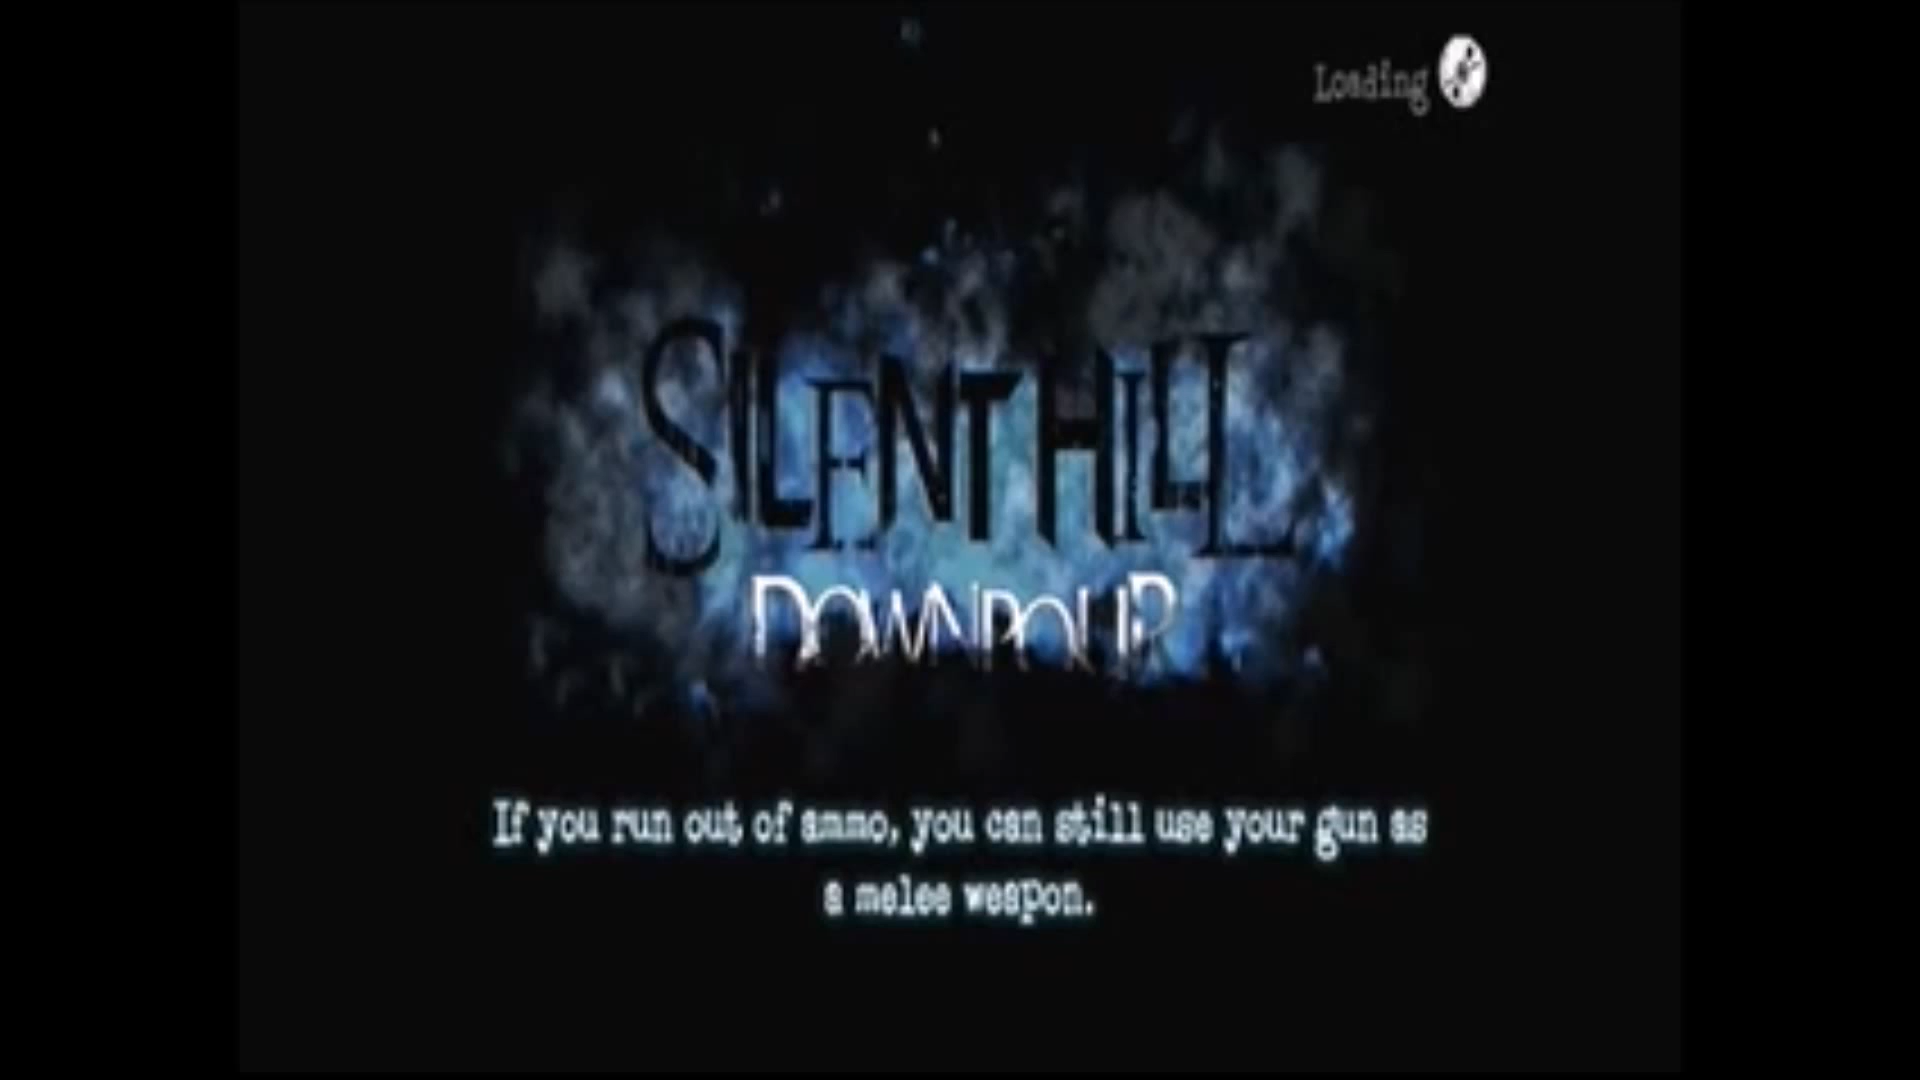 Loading
SILENT HILL
DOWNPOUR
If you run out of ammo, you can still use your gun as
a melee weapon.